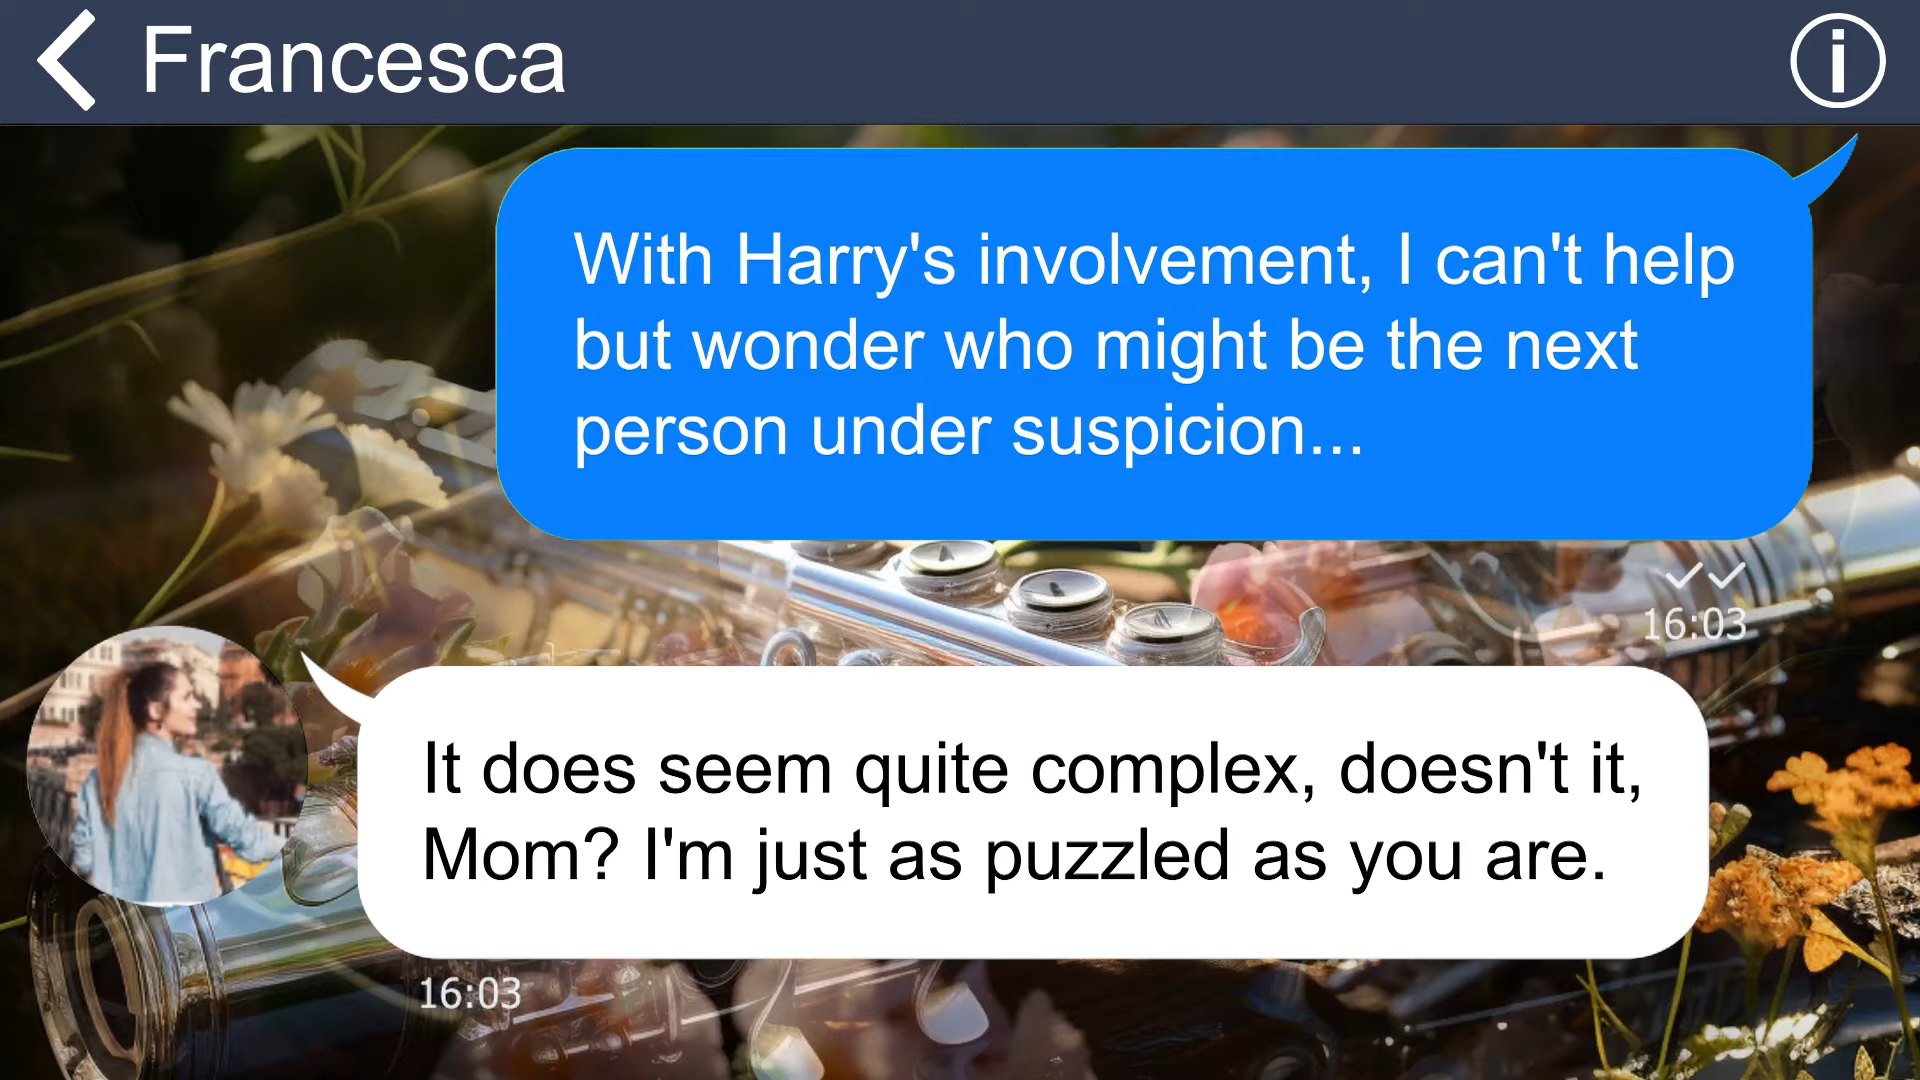 Francesca
With Harry's involvement, I can't help
but wonder who might be the next
person under suspicion...
16:03
It does seem quite complex, doesn't it,
Mom? I'm just as puzzled as you are.
16:03